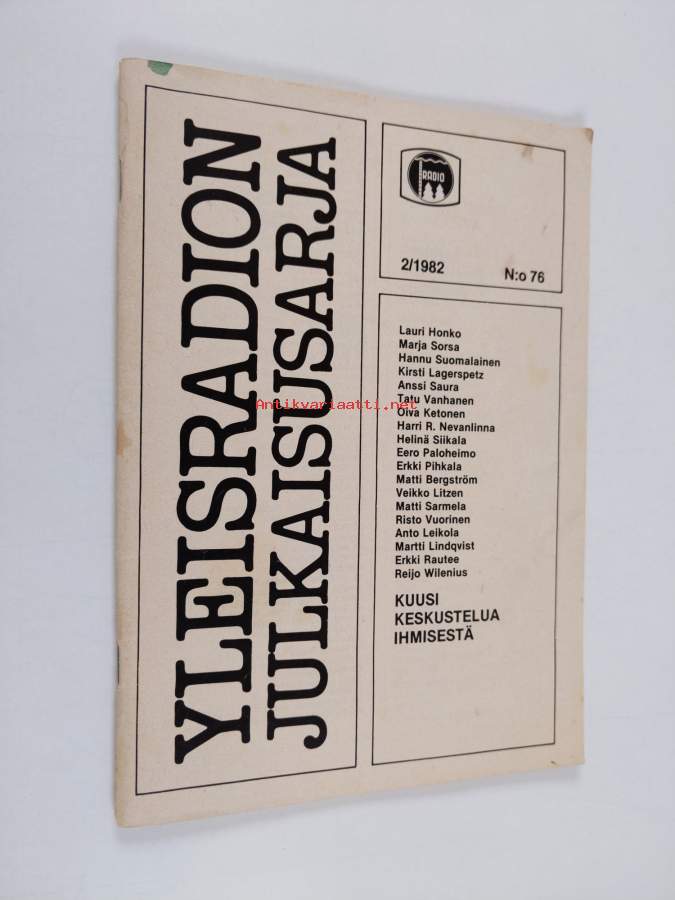 YLEISRADION
JULKAISUSARJA
RADIO
2/1982 N:o 76
Lauri Honko
Marja Sorsa
Hannu Suomalainen
Kirsti Lagerspetz
Anssi Saura
Tatu Vanhanen
Oiva Ketonen
Harri R. Nevanlinna
Helinä Siikala
Eero Paloheimo
Erkki Pihkala
Matti Bergström
Veikko Litzen
Matti Sarmela
Risto Vuorinen
Anto Leikola
Martti Lindqvist
Erkki Rautee
Reijo Wilenius
KUUSI
KESKUSTELUA
IHMISESTÄ
Antikvariaatti.net